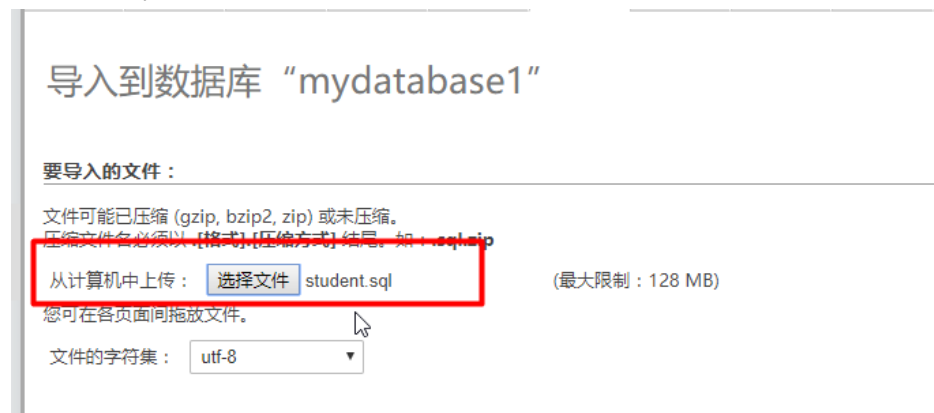 导入到数据库“mydatabase1”
要导入的文件：
文件可能已压缩 (gzip, bzip2, zip) 或未压缩。
压缩文件名必须以 .[格式].[压缩方式] 结尾。如：.sql.zip
从计算机中上传： 选择文件 student.sql (最大限制：128 MB)
您可在各页面间拖放文件。
文件的字符集： utf-8